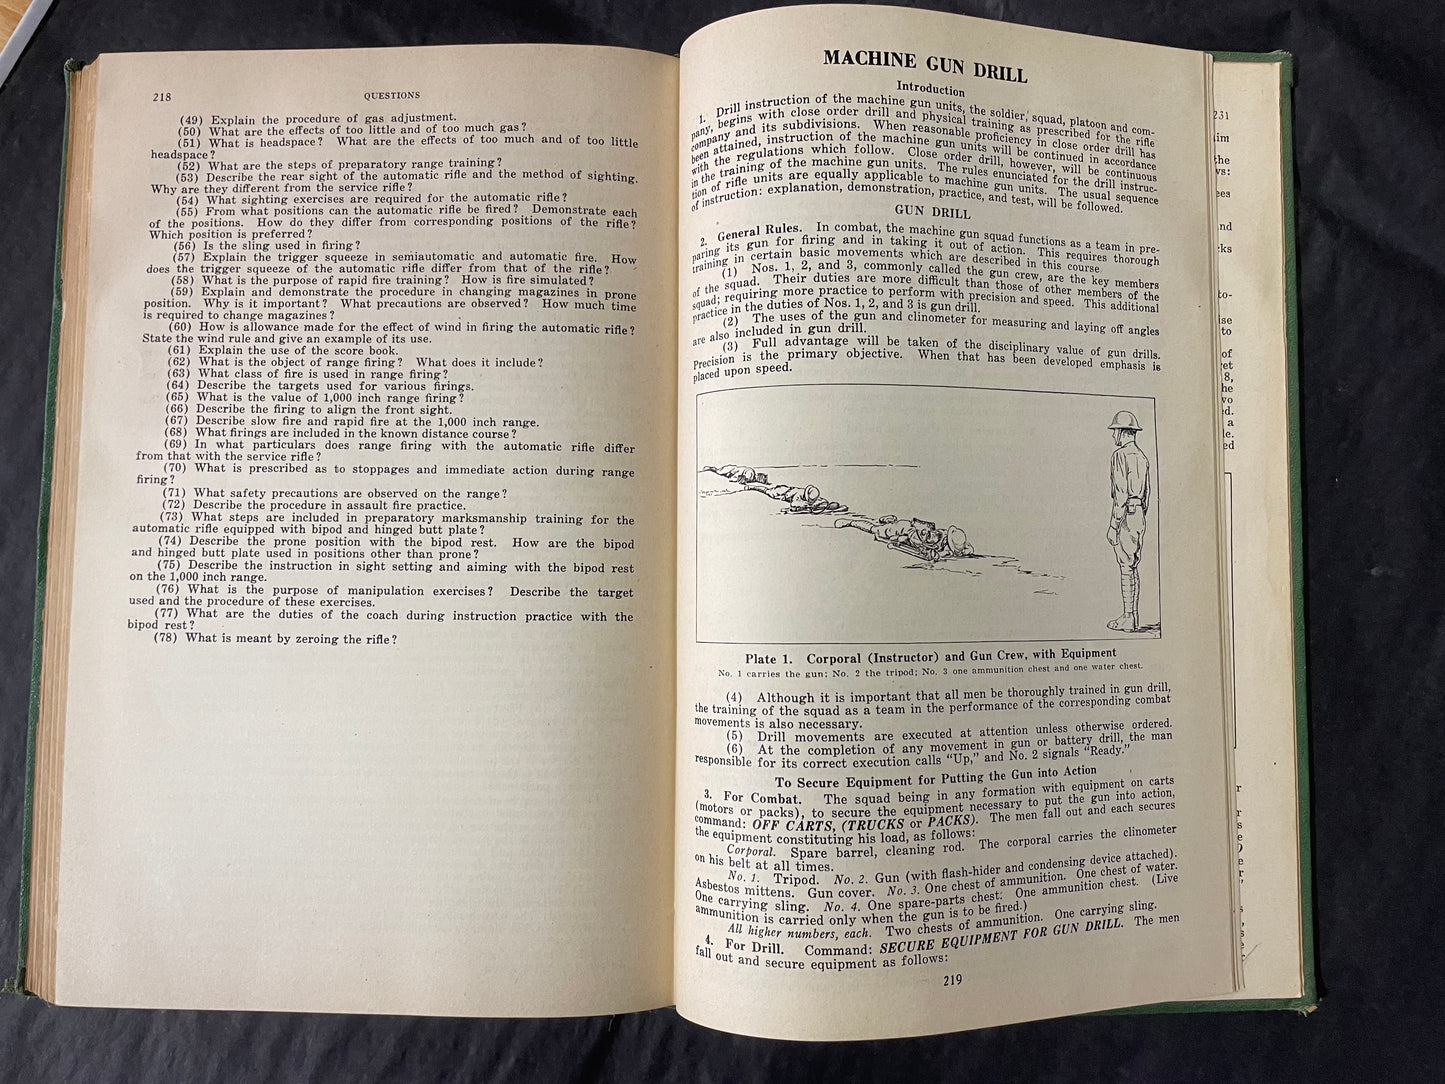 218
QUESTIONS
(49) Explain the procedure of gas adjustment.
(50) What are the effects of too little and of too much gas?
(51) What is headspace? What are the effects of too much and of too little
headspace?
(52) What are the steps of preparatory range training?
(53) Describe the rear sight of the automatic rifle and the method of sighting.
Why are they different from the service rifle?
(54) What sighting exercises are required for the automatic rifle?
(55) From what positions can the automatic rifle be fired? Demonstrate each
of the positions. How do they differ from corresponding positions of the rifle?
Which position is preferred?
(56) Is the sling used in firing?
(57) Explain the trigger squeeze in semiautomatic and automatic fire. How
does the trigger squeeze of the automatic rifle differ from that of the rifle?
(58) What is the purpose of rapid fire training? How is fire simulated?
(59) Explain and demonstrate the procedure in changing magazines in prone
position. Why is it important? What precautions are observed? How much time
is required to change magazines?
(60) How is allowance made for the effect of wind in firing the automatic rifle?
State the wind rule and give an example of its use.
(61) Explain the use of the score book.
(62) What is the object of range firing? What does it include?
(63) What class of fire is used in range firing?
(64) Describe the targets used for various firings.
(65) What is the value of 1,000 inch range firing?
(66) Describe the firing to align the front sight.
(67) Describe slow fire and rapid fire at the 1,000 inch range.
(68) What firings are included in the known distance course?
(69) In what particulars does range firing with the automatic rifle differ
from that with the service rifle?
(70) What is prescribed as to stoppages and immediate action during range
firing?
(71) What safety precautions are observed on the range?
(72) Describe the procedure in assault fire practice.
(73) What steps are included in preparatory marksmanship training for the
automatic rifle equipped with bipod and hinged butt plate?
(74) Describe the prone position with the bipod rest. How are the bipod
and hinged butt plate used in positions other than prone?
(75) Describe the instruction in sight setting and aiming with the bipod rest
on the 1,000 inch range.
(76) What is the purpose of manipulation exercises? Describe the target
used and the procedure of these exercises.
(77) What are the duties of the coach during instruction practice with the
bipod rest?
(78) What is meant by zeroing the rifle?
MACHINE GUN DRILL
Introduction
1. Drill instruction of the machine gun units, the soldier, squad, platoon and com-
pany, begins with close order drill and physical training as prescribed for the rifle
company and its subdivisions. When reasonable proficiency in close order drill has
been attained, instruction of the machine gun units will be continued in accordance
with the regulations which follow. Close order drill, however, will be continuous
in the training of the machine gun units. The rules enunciated for the drill instruc-
tion of rifle units are equally applicable to machine gun units. The usual sequence
of instruction: explanation, demonstration, practice, and test, will be followed.
GUN DRILL
2. General Rules. In combat, the machine gun squad functions as a team in pre-
paring its gun for firing and in taking it out of action. This requires thorough
training in certain basic movements which are described in this course.
(1) Nos. 1, 2, and 3, commonly called the gun crew, are the key members
of the squad. Their duties are more difficult than those of other members of the
squad; requiring more practice to perform with precision and speed. This additional
practice in the duties of Nos. 1, 2, and 3 is gun drill.
(2) The uses of the gun and clinometer for measuring and laying off angles
are also included in gun drill.
(3) Full advantage will be taken of the disciplinary value of gun drills.
Precision is the primary objective. When that has been developed emphasis is
placed upon speed.
Plate 1. Corporal (Instructor) and Gun Crew, with Equipment
No. 1 carries the gun; No. 2 the tripod; No. 3 one ammunition chest and one water chest.
(4) Although it is important that all men be thoroughly trained in gun drill,
the training of the squad as a team in the performance of the corresponding combat
movements is also necessary.
(5) Drill movements are executed at attention unless otherwise ordered.
(6) At the completion of any movement in gun or battery drill, the man
responsible for its correct execution calls "Up," and No. 2 signals "Ready."
To Secure Equipment for Putting the Gun into Action
3. For Combat. The squad being in any formation with equipment on carts
(motors or packs), to secure the equipment necessary to put the gun into action,
command: OFF CARTS, (TRUCKS or PACKS). The men fall out and each secures
the equipment constituting his load, as follows:
Corporal. Spare barrel, cleaning rod. The corporal carries the clinometer
on his belt at all times.
No. 1. Tripod. No. 2. Gun (with flash-hider and condensing device attached).
Asbestos mittens. Gun cover. No. 3. One chest of ammunition. One chest of water.
One carrying sling. No. 4. One spare-parts chest. One ammunition chest. (Live
ammunition is carried only when the gun is to be fired.)
All higher numbers, each. Two chests of ammunition. One carrying sling.
4. For Drill. Command: SECURE EQUIPMENT FOR GUN DRILL. The men
fall out and secure equipment as follows:
219
231